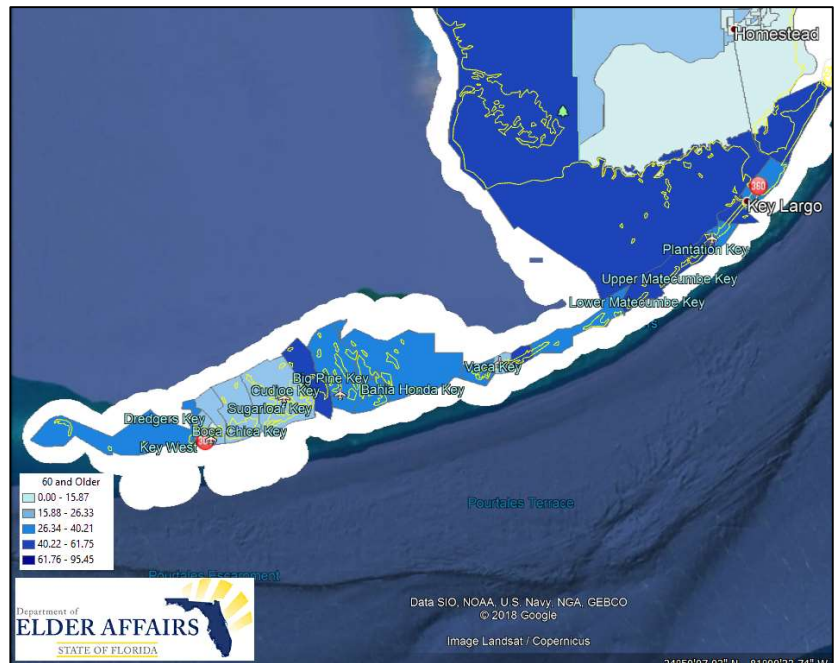 Homestead
360
Key Largo
Plantation Key
Upper Matecumbe Key
Lower Matecumbe Key
Vaca Key
Big Pine Key
Bahia Honda Key
Cudjoe Key
Sugarloaf Key
Dredgers Key
Boca Chica Key
Key West
60 and Older
0.00 - 15.87
15.88 - 26.33
26.34 - 40.21
40.22 - 61.75
61.76 - 95.45
Pourtales Terrace
Pourtales Escarpment
Data SIO, NOAA, U.S. Navy, NGA, GEBCO
© 2018 Google
Image Landsat / Copernicus
Department of
ELDER AFFAIRS
STATE OF FLORIDA